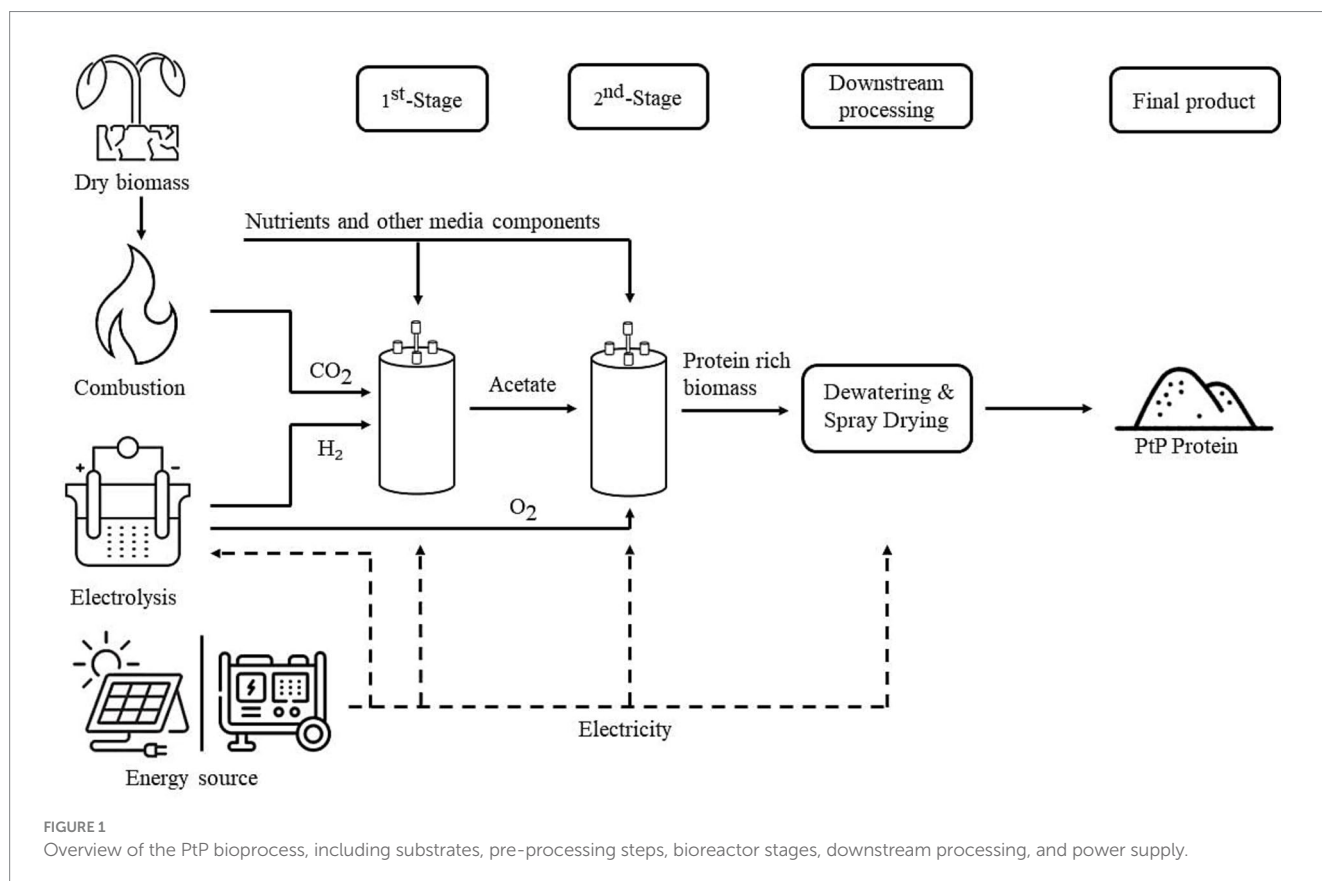 1st-Stage
2nd-Stage
Downstream
processing
Final product
Dry biomass
Nutrients and other media components
Combustion
CO₂
H₂
Acetate
Protein rich
biomass
Dewatering &
Spray Drying
PtP Protein
+
−
O₂
Electrolysis
Electricity
Energy source
FIGURE 1
Overview of the PtP bioprocess, including substrates, pre-processing steps, bioreactor stages, downstream processing, and power supply.